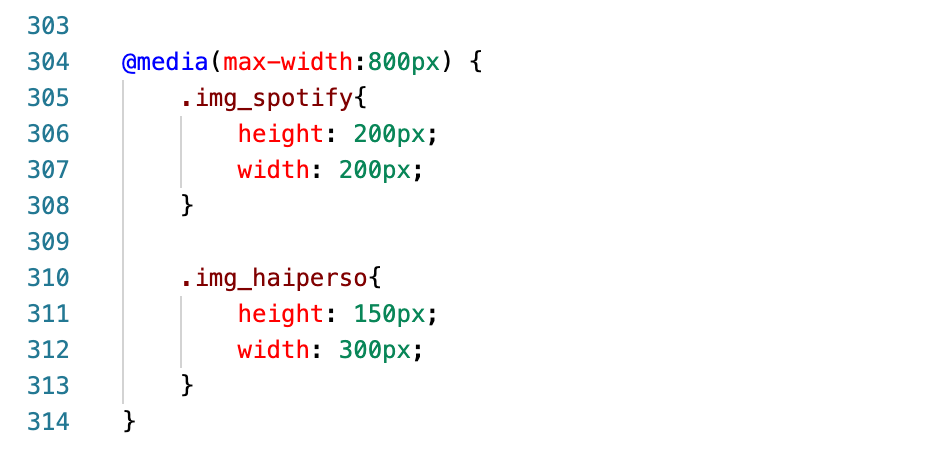 303
304 @media(max-width:800px) {
305 .img_spotify{
306 height: 200px;
307 width: 200px;
308 }
309
310 .img_haiperso{
311 height: 150px;
312 width: 300px;
313 }
314 }